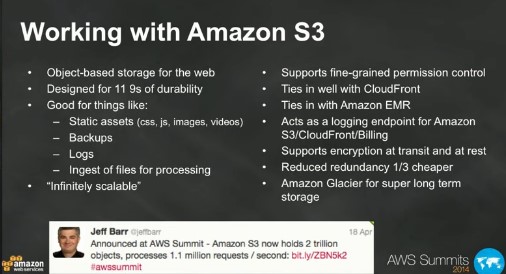 Working with Amazon S3
• Object-based storage for the web
• Designed for 11 9s of durability
• Good for things like:
– Static assets (css, js, images, videos)
– Backups
– Logs
– Ingest of files for processing
• “Infinitely scalable”
• Supports fine-grained permission control
• Ties in well with CloudFront
• Ties in with Amazon EMR
• Acts as a logging endpoint for Amazon
S3/CloudFront/Billing
• Supports encryption at transit and at rest
• Reduced redundancy 1/3 cheaper
• Amazon Glacier for super long term
storage
Jeff Barr @jeffbarr 18 Apr
Announced at AWS Summit - Amazon S3 now holds 2 trillion
objects, processes 1.1 million requests / second: bit.ly/ZBN5k2
#awssummit
amazon
web services
AWS Summits
2014